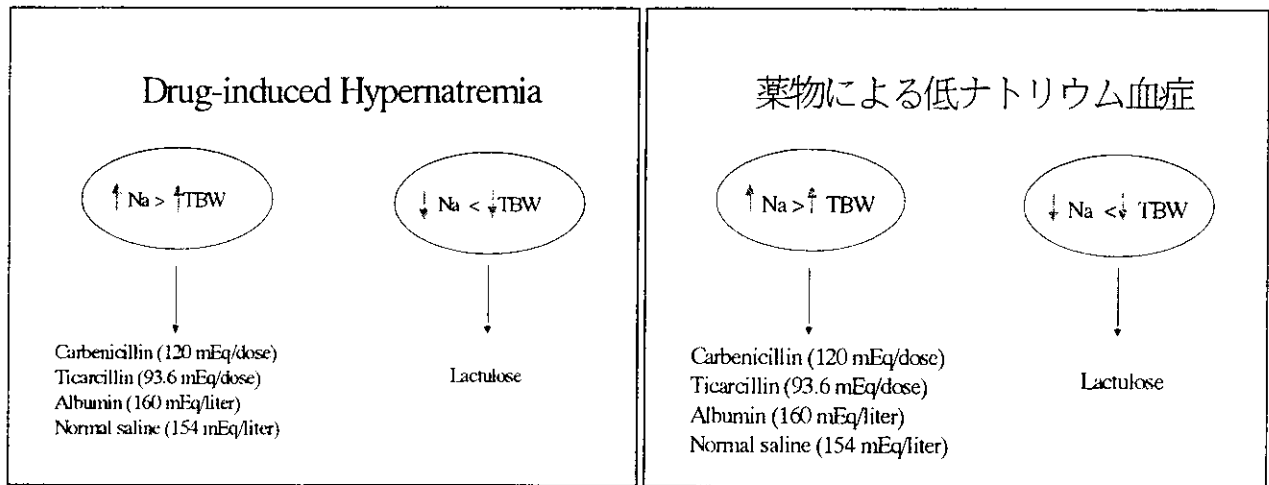 Drug-induced Hypernatremia
↑ Na > ↑TBW
↓ Na < ↓TBW
Carbenicillin (120 mEq/dose)
Ticarcillin (93.6 mEq/dose)
Albumin (160 mEq/liter)
Normal saline (154 mEq/liter)
Lactulose
薬物による低ナトリウム血症
↑ Na > ↑ TBW
↓ Na < ↓ TBW
Carbenicillin (120 mEq/dose)
Ticarcillin (93.6 mEq/dose)
Albumin (160 mEq/liter)
Normal saline (154 mEq/liter)
Lactulose